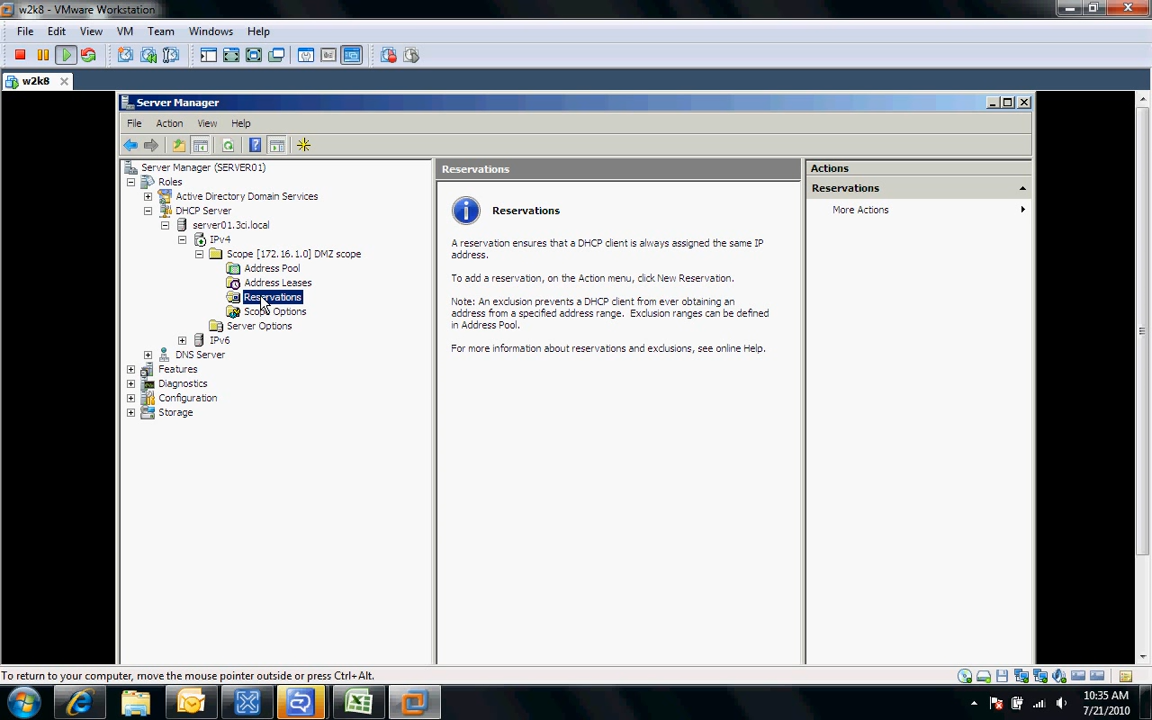 w2k8 - VMware Workstation
File Edit View VM Team Windows Help
w2k8
Server Manager
File Action View Help
Server Manager (SERVER01)
Roles
Active Directory Domain Services
DHCP Server
server01.3ci.local
IPv4
Scope [172.16.1.0] DMZ scope
Address Pool
Address Leases
Reservations
Scope Options
Server Options
IPv6
DNS Server
Features
Diagnostics
Configuration
Storage
Reservations
Reservations
A reservation ensures that a DHCP client is always assigned the same IP
address.
To add a reservation, on the Action menu, click New Reservation.
Note: An exclusion prevents a DHCP client from ever obtaining an
address from a specified address range. Exclusion ranges can be defined
in Address Pool.
For more information about reservations and exclusions, see online Help.
Actions
Reservations
More Actions
To return to your computer, move the mouse pointer outside or press Ctrl+Alt.
10:35 AM
7/21/2010